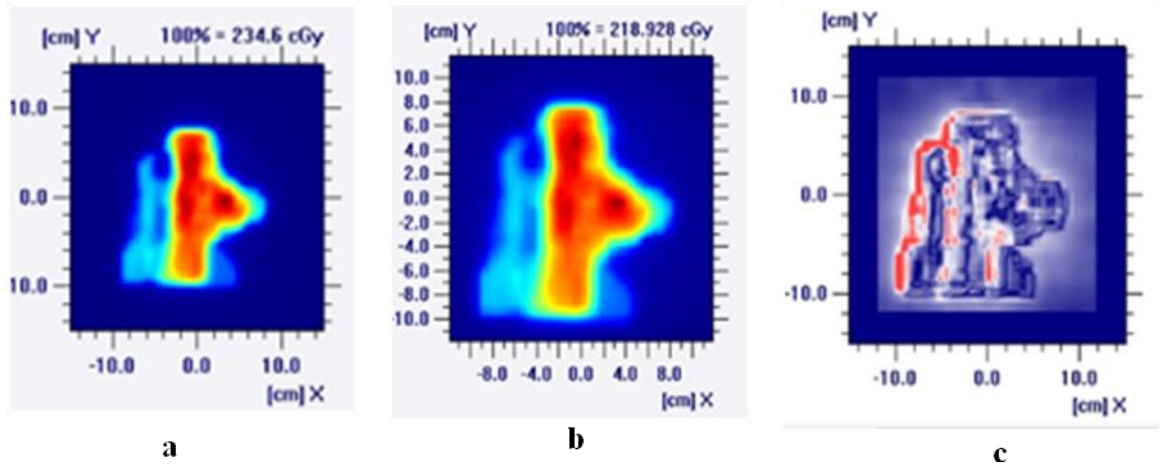 [cm] Y 100% = 234.6 cGy
10.0
0.0
10.0
-10.0 0.0 10.0
[cm] X
a
[cm] Y 100% = 218.928 cGy
10.0
8.0
6.0
4.0
2.0
0.0
-2.0
-4.0
-6.0
-8.0
10.0
-8.0 -4.0 0.0 4.0 8.0
[cm] X
b
[cm] Y
10.0
0.0
-10.0
-10.0 0.0 10.0
[cm] X
c